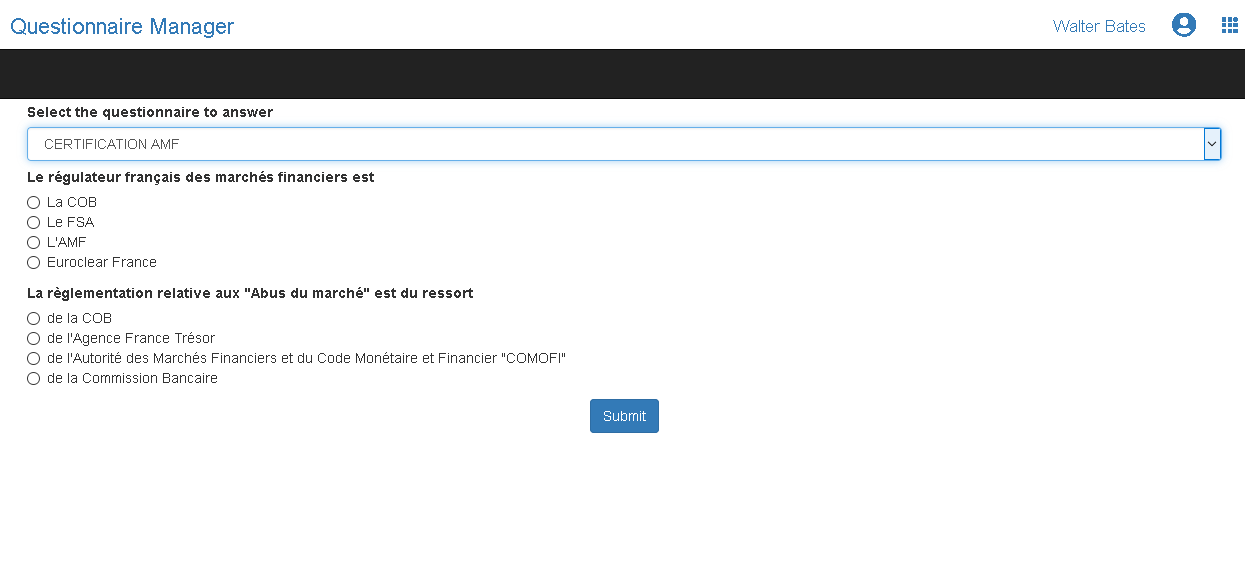 Questionnaire Manager
Walter Bates
Select the questionnaire to answer
CERTIFICATION AMF
Le régulateur français des marchés financiers est
La COB
Le FSA
L'AMF
Euroclear France
La règlementation relative aux "Abus du marché" est du ressort
de la COB
de l'Agence France Trésor
de l'Autorité des Marchés Financiers et du Code Monétaire et Financier "COMOFI"
de la Commission Bancaire
Submit